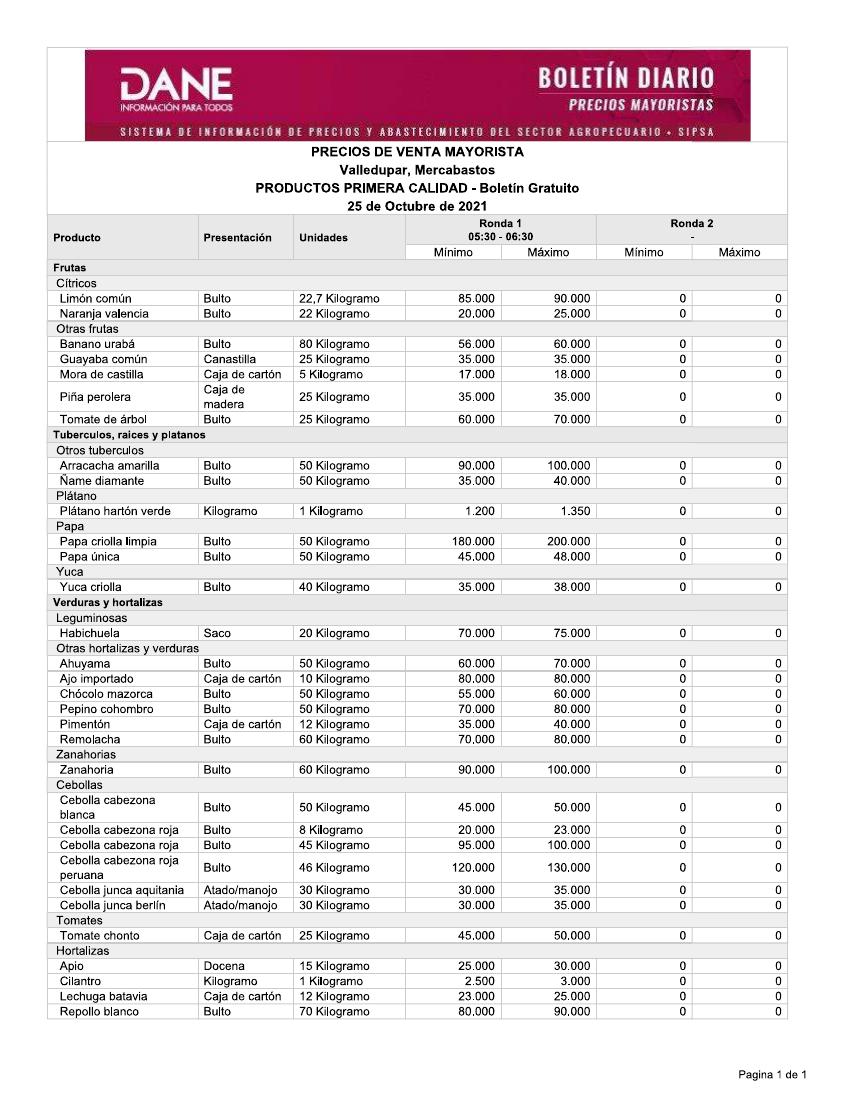 DANE
INFORMACIÓN PARA TODOS
BOLETÍN DIARIO
PRECIOS MAYORISTAS
SISTEMA DE INFORMACIÓN DE PRECIOS Y ABASTECIMIENTO DEL SECTOR AGROPECUARIO • SIPSA
PRECIOS DE VENTA MAYORISTA
Valledupar, Mercabastos
PRODUCTOS PRIMERA CALIDAD - Boletín Gratuito
25 de Octubre de 2021
Producto Presentación Unidades Ronda 1 Ronda 2
05:30 - 06:30 -
Mínimo Máximo Mínimo Máximo
Frutas
Cítricos
Limón común Bulto 22,7 Kilogramo 85.000 90.000 0 0
Naranja valencia Bulto 22 Kilogramo 20.000 25.000 0 0
Otras frutas
Banano urabá Bulto 80 Kilogramo 56.000 60.000 0 0
Guayaba común Canastilla 25 Kilogramo 35.000 35.000 0 0
Mora de castilla Caja de cartón 5 Kilogramo 17.000 18.000 0 0
Piña perolera Caja de madera 25 Kilogramo 35.000 35.000 0 0
Tomate de árbol Bulto 25 Kilogramo 60.000 70.000 0 0
Tuberculos, raices y platanos
Otros tuberculos
Arracacha amarilla Bulto 50 Kilogramo 90.000 100.000 0 0
Ñame diamante Bulto 50 Kilogramo 35.000 40.000 0 0
Plátano
Plátano hartón verde Kilogramo 1 Kilogramo 1.200 1.350 0 0
Papa
Papa criolla limpia Bulto 50 Kilogramo 180.000 200.000 0 0
Papa única Bulto 50 Kilogramo 45.000 48.000 0 0
Yuca
Yuca criolla Bulto 40 Kilogramo 35.000 38.000 0 0
Verduras y hortalizas
Leguminosas
Habichuela Saco 20 Kilogramo 70.000 75.000 0 0
Otras hortalizas y verduras
Ahuyama Bulto 50 Kilogramo 60.000 70.000 0 0
Ajo importado Caja de cartón 10 Kilogramo 80.000 80.000 0 0
Chócolo mazorca Bulto 50 Kilogramo 55.000 60.000 0 0
Pepino cohombro Bulto 50 Kilogramo 70.000 80.000 0 0
Pimentón Caja de cartón 12 Kilogramo 35.000 40.000 0 0
Remolacha Bulto 60 Kilogramo 70.000 80.000 0 0
Zanahorias
Zanahoria Bulto 60 Kilogramo 90.000 100.000 0 0
Cebollas
Cebolla cabezona blanca Bulto 50 Kilogramo 45.000 50.000 0 0
Cebolla cabezona roja Bulto 8 Kilogramo 20.000 23.000 0 0
Cebolla cabezona roja Bulto 45 Kilogramo 95.000 100.000 0 0
Cebolla cabezona roja peruana Bulto 46 Kilogramo 120.000 130.000 0 0
Cebolla junca aquitania Atado/manojo 30 Kilogramo 30.000 35.000 0 0
Cebolla junca berlín Atado/manojo 30 Kilogramo 30.000 35.000 0 0
Tomates
Tomate chonto Caja de cartón 25 Kilogramo 45.000 50.000 0 0
Hortalizas
Apio Docena 15 Kilogramo 25.000 30.000 0 0
Cilantro Kilogramo 1 Kilogramo 2.500 3.000 0 0
Lechuga batavia Caja de cartón 12 Kilogramo 23.000 25.000 0 0
Repollo blanco Bulto 70 Kilogramo 80.000 90.000 0 0
Pagina 1 de 1